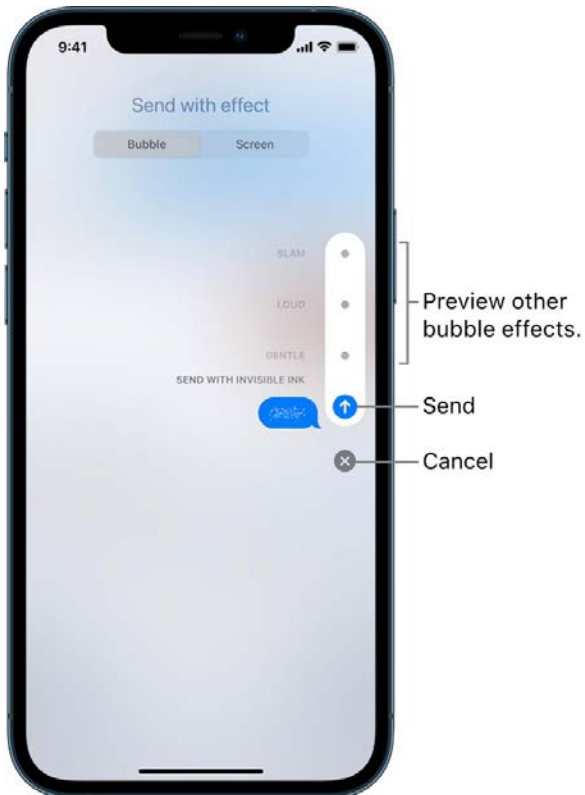 9:41
Send with effect
Bubble Screen
SLAM
LOUD
Preview other
bubble effects.
GENTLE
SEND WITH INVISIBLE INK
Send
Cancel